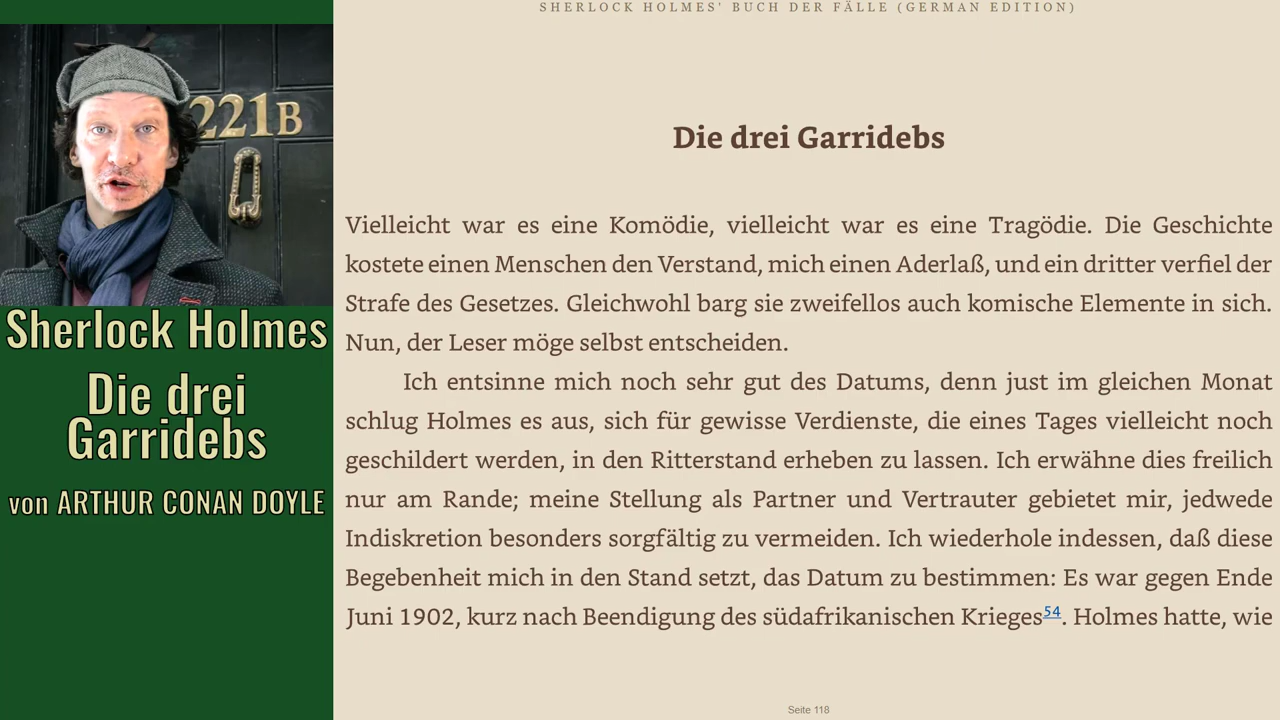 SHERLOCK HOLMES' BUCH DER FÄLLE (GERMAN EDITION)
221B
Sherlock Holmes
Die drei
Garridebs
von ARTHUR CONAN DOYLE
Die drei Garridebs
Vielleicht war es eine Komödie, vielleicht war es eine Tragödie. Die Geschichte
kostete einen Menschen den Verstand, mich einen Aderlaß, und ein dritter verfiel der
Strafe des Gesetzes. Gleichwohl barg sie zweifellos auch komische Elemente in sich.
Nun, der Leser möge selbst entscheiden.
Ich entsinne mich noch sehr gut des Datums, denn just im gleichen Monat
schlug Holmes es aus, sich für gewisse Verdienste, die eines Tages vielleicht noch
geschildert werden, in den Ritterstand erheben zu lassen. Ich erwähne dies freilich
nur am Rande; meine Stellung als Partner und Vertrauter gebietet mir, jedwede
Indiskretion besonders sorgfältig zu vermeiden. Ich wiederhole indessen, daß diese
Begebenheit mich in den Stand setzt, das Datum zu bestimmen: Es war gegen Ende
Juni 1902, kurz nach Beendigung des südafrikanischen Krieges54. Holmes hatte, wie
Seite 118